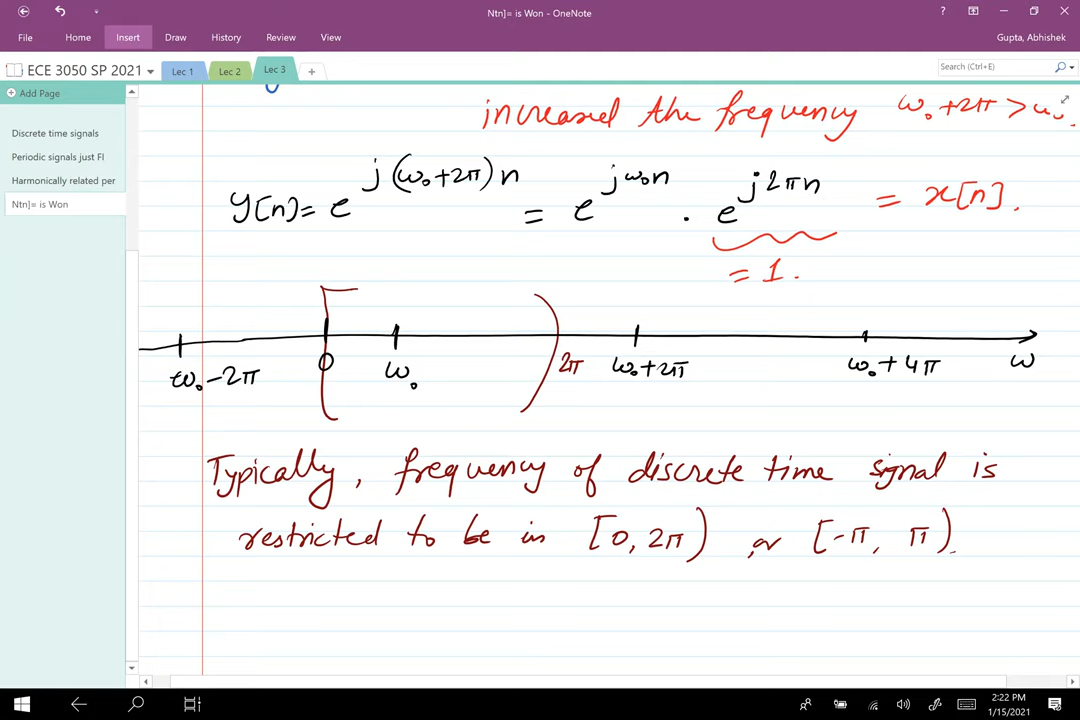 Ntn]= is Won - OneNote
File Home Insert Draw History Review View
Gupta, Abhishek
ECE 3050 SP 2021
Lec 1
Lec 2
Lec 3
Search (Ctrl+E)
Add Page
Discrete time signals
Periodic signals just FI
Harmonically related per
Ntn]= is Won
increased the frequency ω₀+2π > ω₀.
y[n]= e^{j(ω₀+2π)n} = e^{jω₀n} · e^{j2πn} = x[n].
= 1.
ω₀-2π 0 ω₀ 2π ω₀+2π ω₀+4π ω
Typically, frequency of discrete time signal is
restricted to be in [0, 2π) or [-π, π).
2:22 PM
1/15/2021